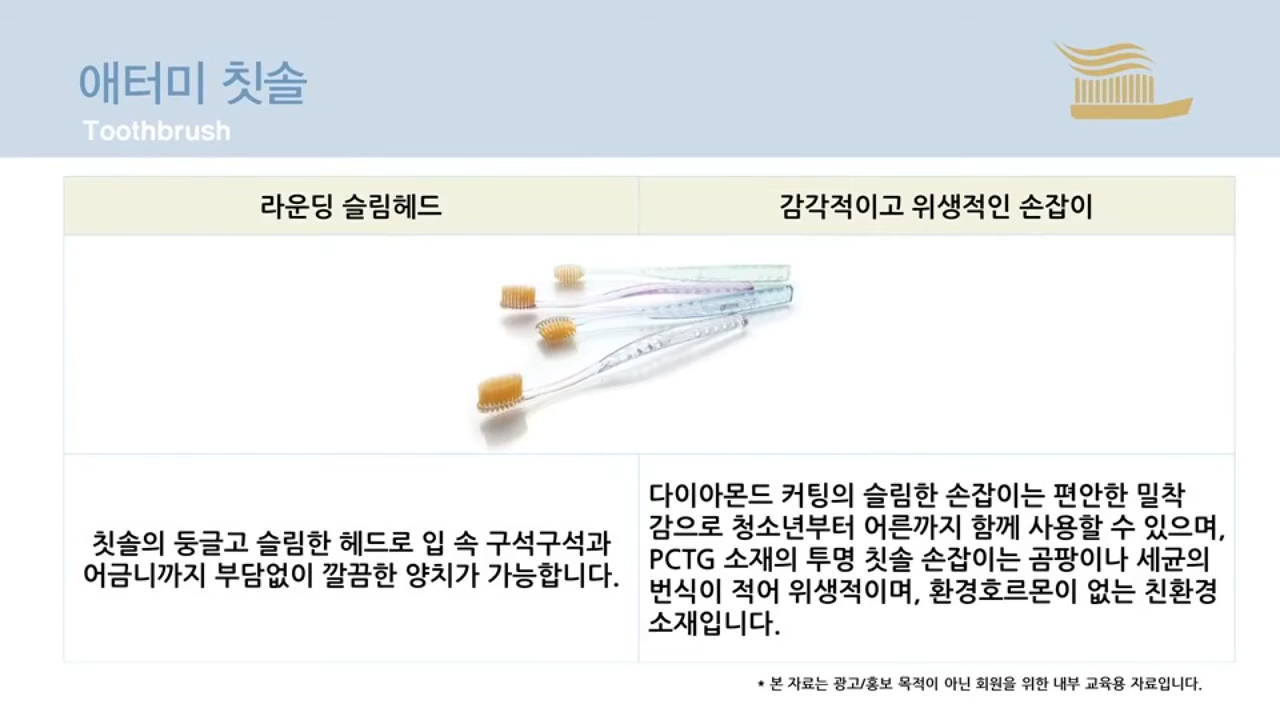 애터미 칫솔
Toothbrush
라운딩 슬림헤드
감각적이고 위생적인 손잡이
칫솔의 둥글고 슬림한 헤드로 입 속 구석구석과
어금니까지 부담없이 깔끔한 양치가 가능합니다.
다이아몬드 커팅의 슬림한 손잡이는 편안한 밀착
감으로 청소년부터 어른까지 함께 사용할 수 있으며,
PCTG 소재의 투명 칫솔 손잡이는 곰팡이나 세균의
번식이 적어 위생적이며, 환경호르몬이 없는 친환경
소재입니다.
* 본 자료는 광고/홍보 목적이 아닌 회원을 위한 내부 교육용 자료입니다.